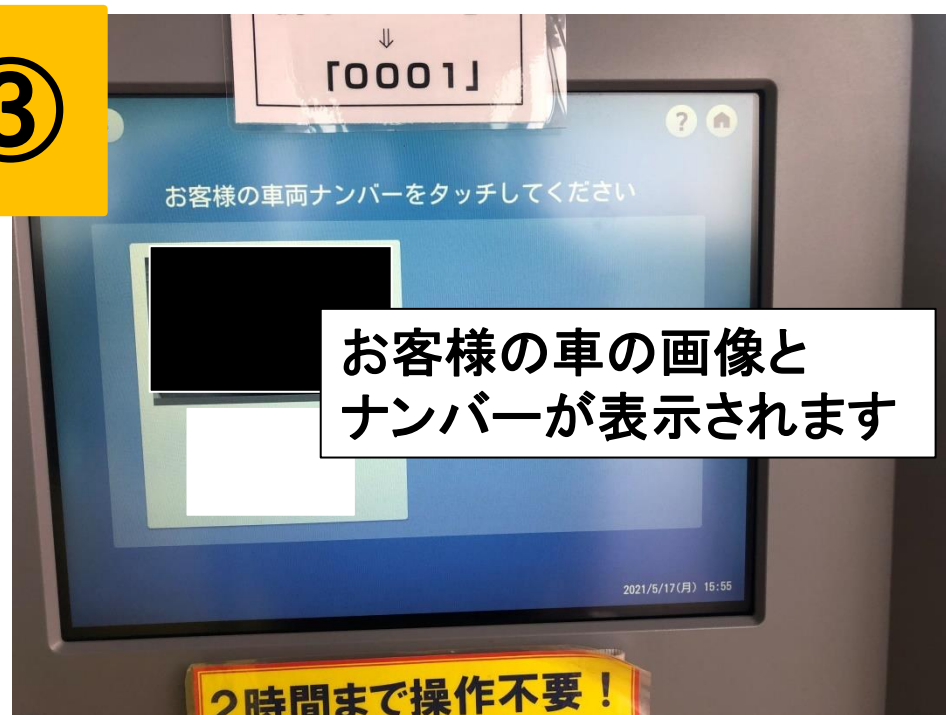 ③
⇓
「0001」
?
お客様の車両ナンバーをタッチしてください
お客様の車の画像と
ナンバーが表示されます
2021/5/17(月) 15:55
2時間まで操作不要！